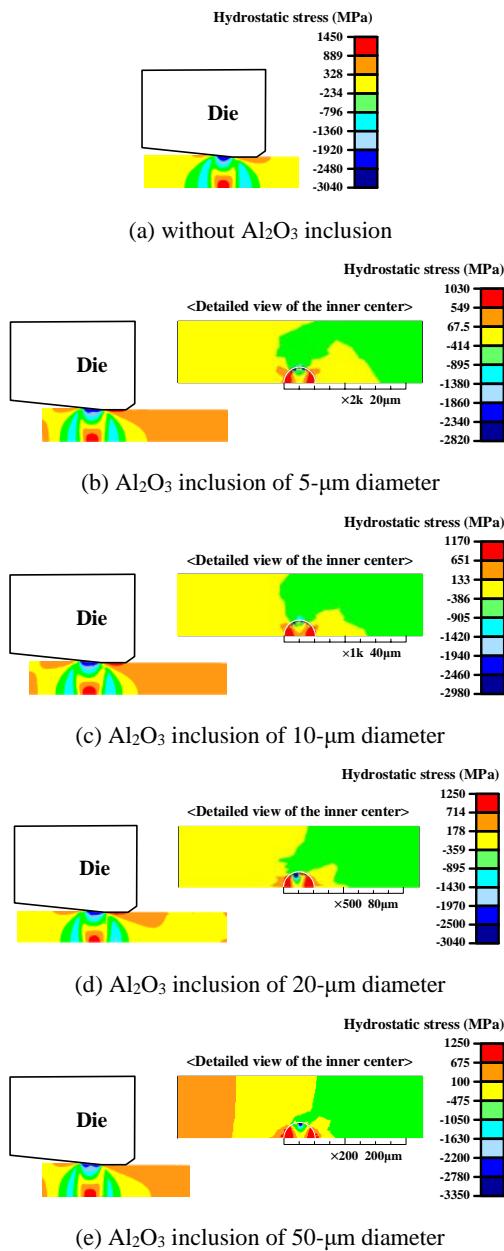 Hydrostatic stress (MPa)
1450
889
328
-234
-796
-1360
-1920
-2480
-3040
Die
(a) without Al₂O₃ inclusion
Hydrostatic stress (MPa)
1030
549
67.5
-414
-895
-1380
-1860
-2340
-2820
<Detailed view of the inner center>
Die
×2k 20μm
(b) Al₂O₃ inclusion of 5-μm diameter
Hydrostatic stress (MPa)
1170
651
133
-386
-905
-1420
-1940
-2460
-2980
<Detailed view of the inner center>
Die
×1k 40μm
(c) Al₂O₃ inclusion of 10-μm diameter
Hydrostatic stress (MPa)
1250
714
178
-359
-895
-1430
-1970
-2500
-3040
<Detailed view of the inner center>
Die
×500 80μm
(d) Al₂O₃ inclusion of 20-μm diameter
Hydrostatic stress (MPa)
1250
675
100
-475
-1050
-1630
-2200
-2780
-3350
<Detailed view of the inner center>
Die
×200 200μm
(e) Al₂O₃ inclusion of 50-μm diameter